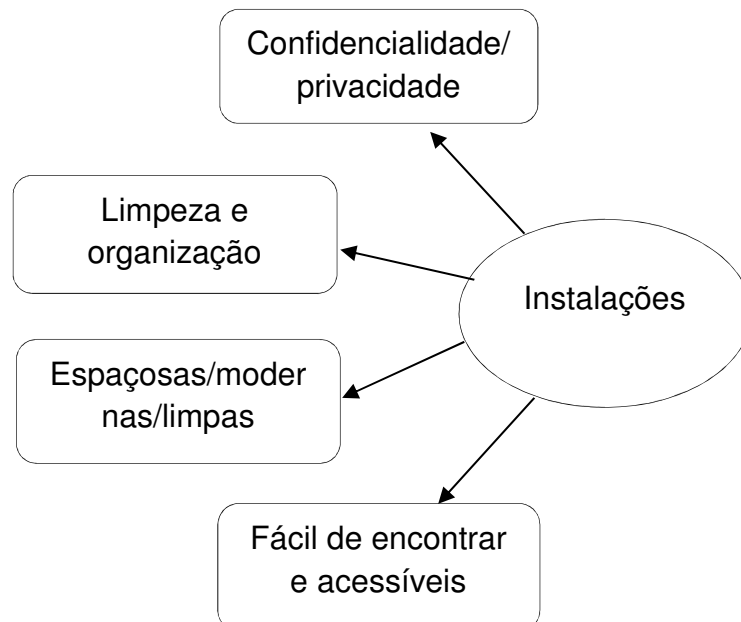 Confidencialidade/
privacidade
Limpeza e
organização
Instalações
Espaçosas/moder
nas/limpas
Fácil de encontrar
e acessíveis